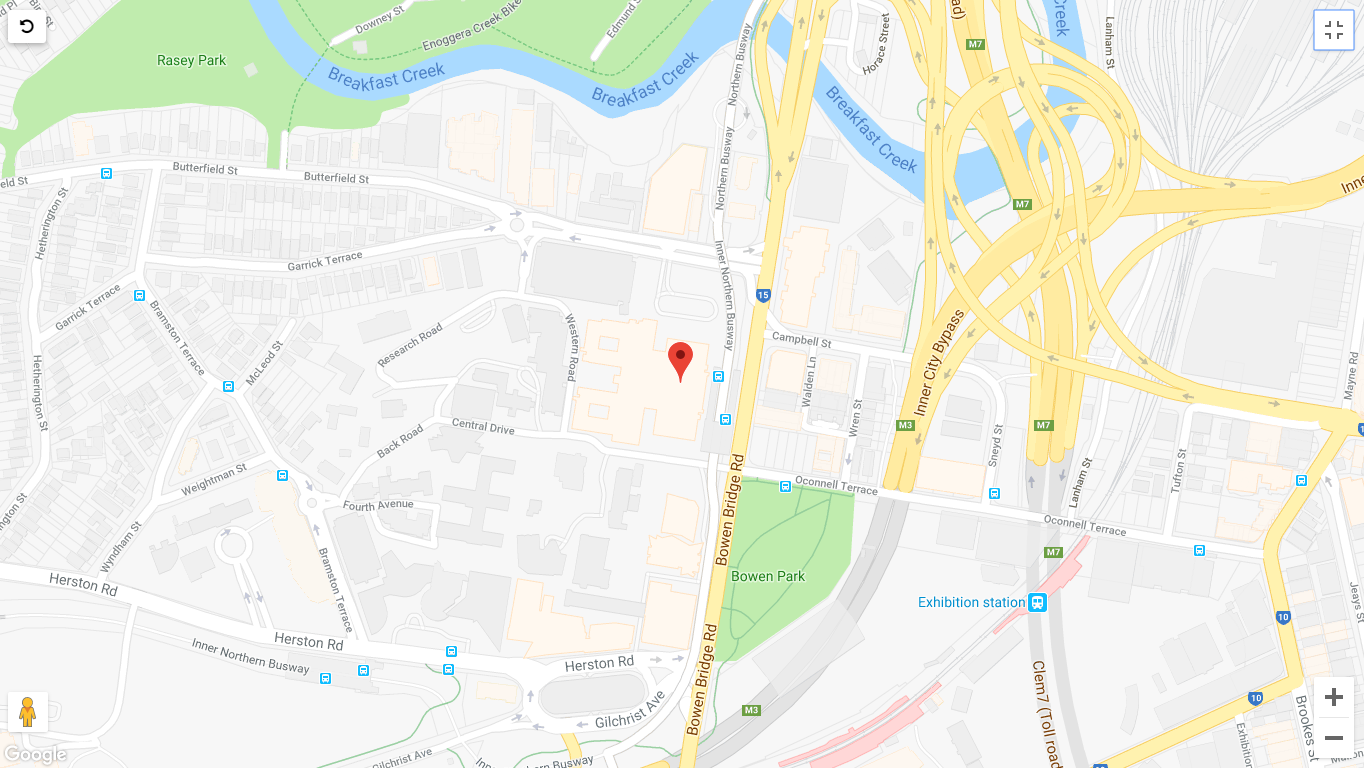 Downey St
Enoggera Creek Bike
Edmund S
Creek
Horace Street
M7
Lanham St
Northern Busway
Rasey Park
Breakfast Creek
Breakfast Creek
Breakfast Creek
Northern Busway
Butterfield St
Butterfield St
eld St
M7
Inne
Hetherington St
Garrick Terrace
Inner Northern Busway
15
Garrick Terrace
Bramston Terrace
Research Road
Western Road
Campbell St
Inner City Bypass
McLeod St
Walden Ln
Mayne Rd
Hetherington St
Wren St
Central Drive
Back Road
M3
M7
Sneyd St
Tufton St
Lanham St
Weightman St
Bowen Bridge Rd
Oconnell Terrace
Fourth Avenue
Oconnell Terrace
ngton St
Wyndham St
Bramston Terrace
M7
Bowen Park
Herston Rd
Exhibition station
10
Jeays St
Herston Rd
Inner Northern Busway
Herston Rd
Bowen Bridge Rd
Gilchrist Ave
M3
Clem7 (Toll road
10
Brookes St
Exhibition
Google
Gilchrist Ave
Inn
hern Busway